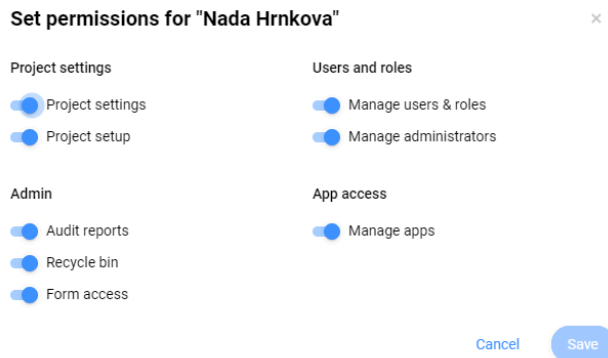 Set permissions for "Nada Hrnkova"
×
Project settings
Project settings
Project setup
Users and roles
Manage users & roles
Manage administrators
Admin
Audit reports
Recycle bin
Form access
App access
Manage apps
Cancel
Save